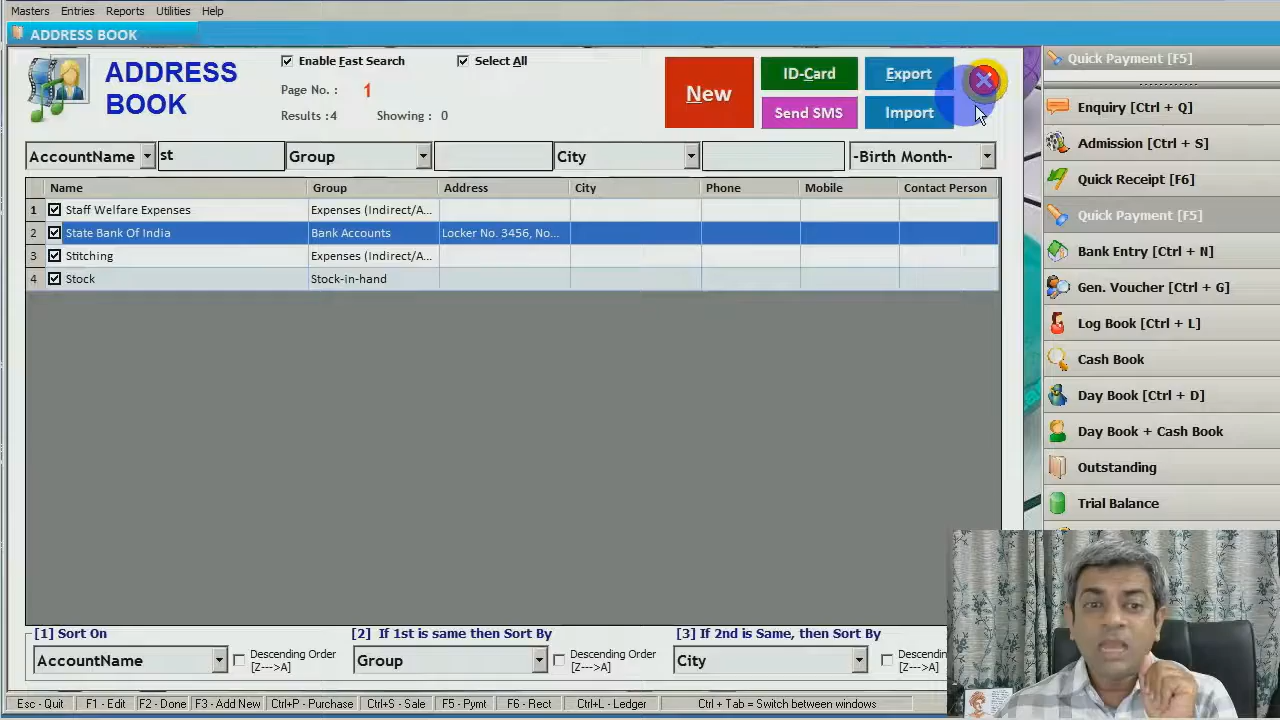 Masters Entries Reports Utilities Help
ADDRESS BOOK
ADDRESS
BOOK
Enable Fast Search
Select All
Page No. : 1
Results :4 Showing : 0
New
ID-Card
Send SMS
Export
Import
AccountName st Group City -Birth Month-
Name Group Address City Phone Mobile Contact Person
1 Staff Welfare Expenses Expenses (Indirect/A...
2 State Bank Of India Bank Accounts Locker No. 3456, No...
3 Stitching Expenses (Indirect/A...
4 Stock Stock-in-hand
[1] Sort On
AccountName
Descending Order
[Z--->A]
[2] If 1st is same then Sort By
Group
Descending Order
[Z--->A]
[3] If 2nd is Same, then Sort By
City
Descending
[Z--->A]
Esc - Quit F1 - Edit F2 - Done F3 - Add New Ctrl+S - Sale F5 - Pymt Ctrl+L - Ledger Ctrl + Tab = Switch between windows
Quick Payment [F5]
Enquiry [Ctrl + Q]
Admission [Ctrl + S]
Quick Receipt [F6]
Quick Payment [F5]
Bank Entry [Ctrl + N]
Gen. Voucher [Ctrl + G]
Log Book [Ctrl + L]
Cash Book
Day Book [Ctrl + D]
Day Book + Cash Book
Outstanding
Trial Balance